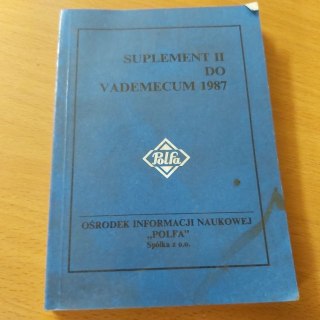 SUPLEMENT II
DO
VADEMECUM 1987
Polfa
OŚRODEK INFORMACJI NAUKOWEJ
„POLFA”
Spółka z o.o.